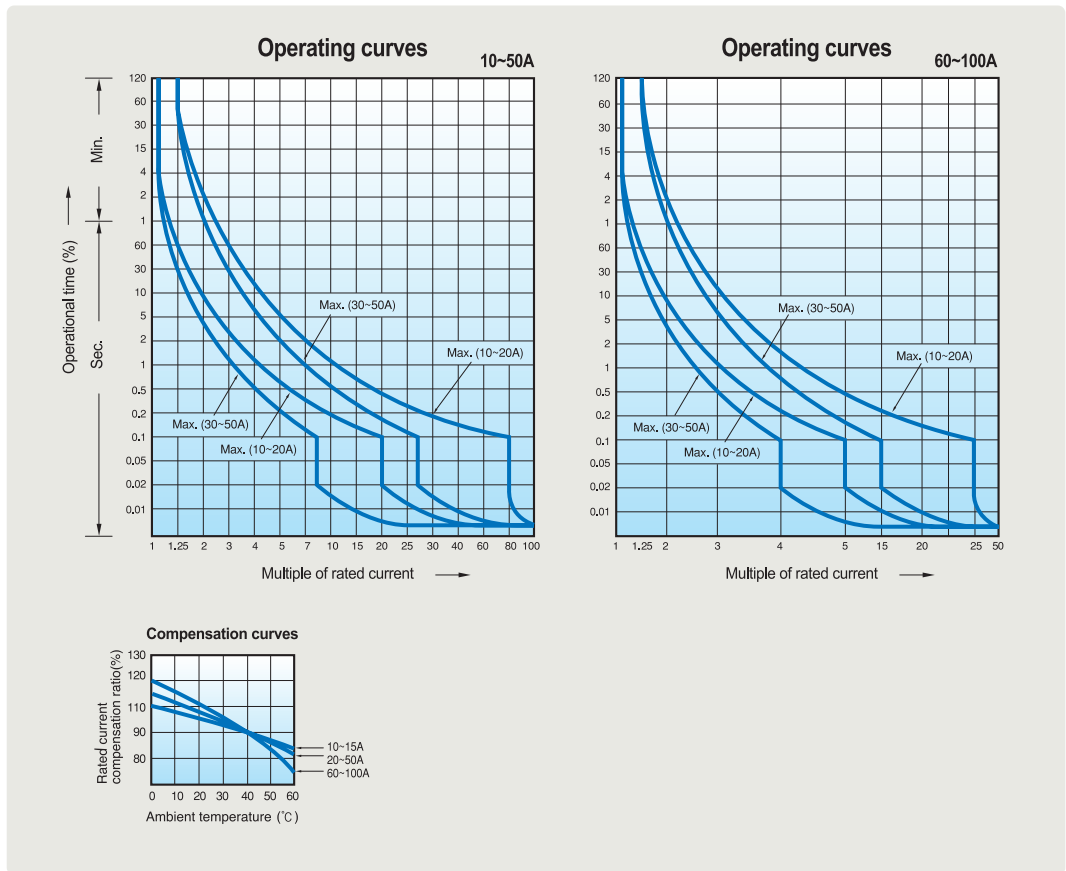 Operating curves
10~50A
120
60
30
15
4
2
1
60
30
10
5
2
1
0.5
0.2
0.1
0.05
0.02
0.01
Min.
Sec.
Operational time (%)
Max. (30~50A)
Max. (10~20A)
Max. (30~50A)
Max. (10~20A)
1 1.25 2 3 4 5 7 10 15 20 25 30 40 60 80 100
Multiple of rated current
Operating curves
60~100A
120
60
30
15
4
2
1
60
30
10
5
2
1
0.5
0.2
0.1
0.05
0.02
0.01
Max. (30~50A)
Max. (10~20A)
Max. (30~50A)
Max. (10~20A)
1 1.25 2 3 4 5 15 20 25 50
Multiple of rated current
Compensation curves
Rated current
compensation ratio(%)
130
120
110
90
80
10~15A
20~50A
60~100A
0 10 20 30 40 50 60
Ambient temperature (℃)